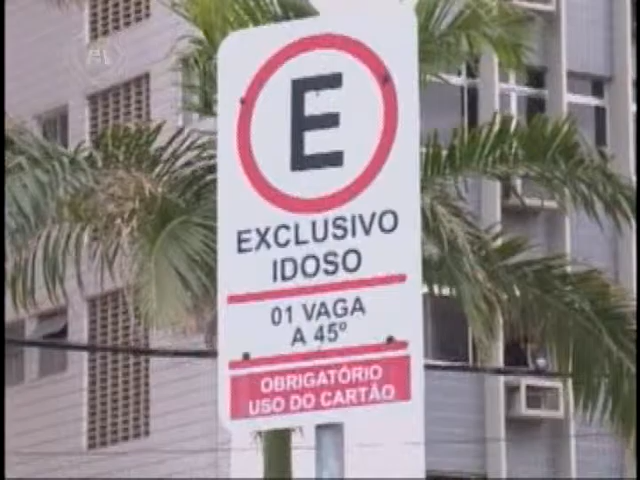 E
EXCLUSIVO
IDOSO
01 VAGA
A 45º
OBRIGATÓRIO
USO DO CARTÃO